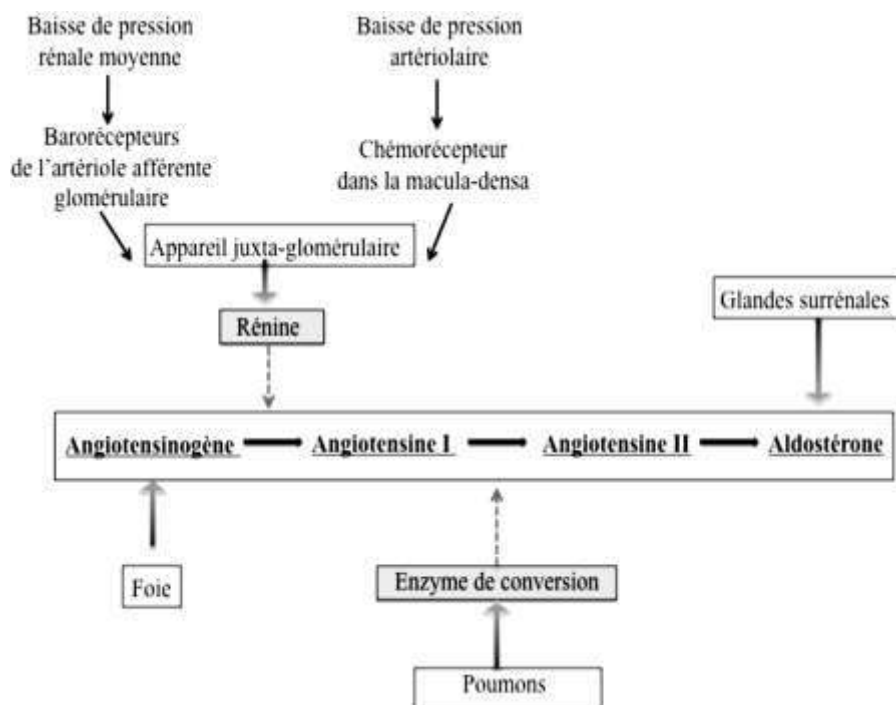 Baisse de pression
rénale moyenne
Baisse de pression
artériolaire
Barorécepteurs
de l'artériole afférente
glomérulaire
Chémorécepteur
dans la macula-densa
Appareil juxta-glomérulaire
Rénine
Glandes surrénales
Angiotensinogène Angiotensine I Angiotensine II Aldostérone
Foie
Enzyme de conversion
Poumons